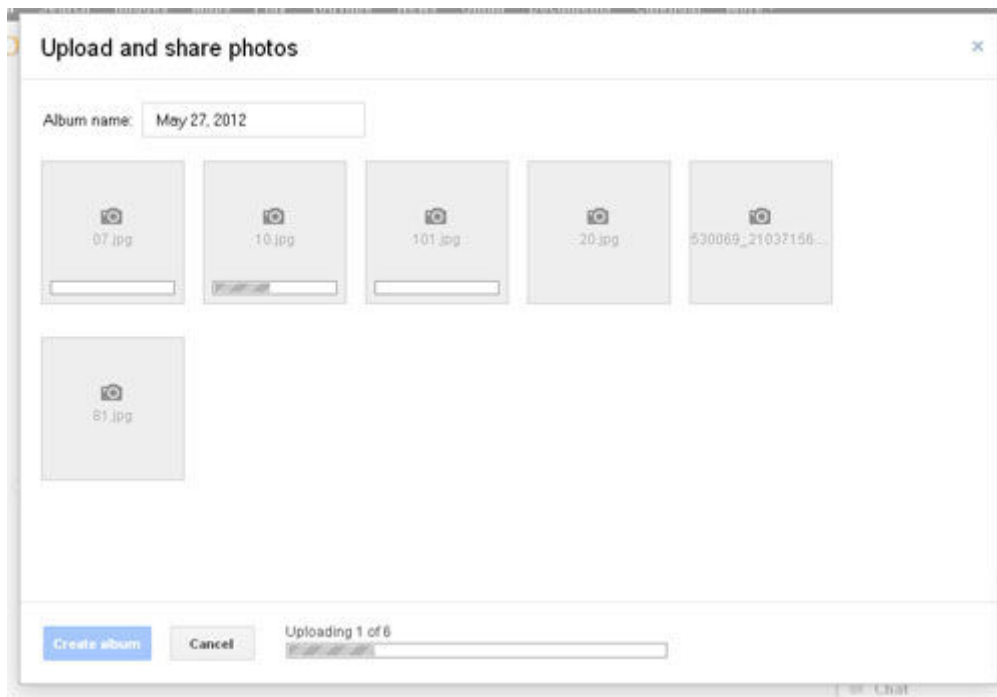 Upload and share photos
Album name: May 27, 2012
07.jpg
10.jpg
101.jpg
20.jpg
530069_21037156...
81.jpg
Create album
Cancel
Uploading 1 of 6
Chat